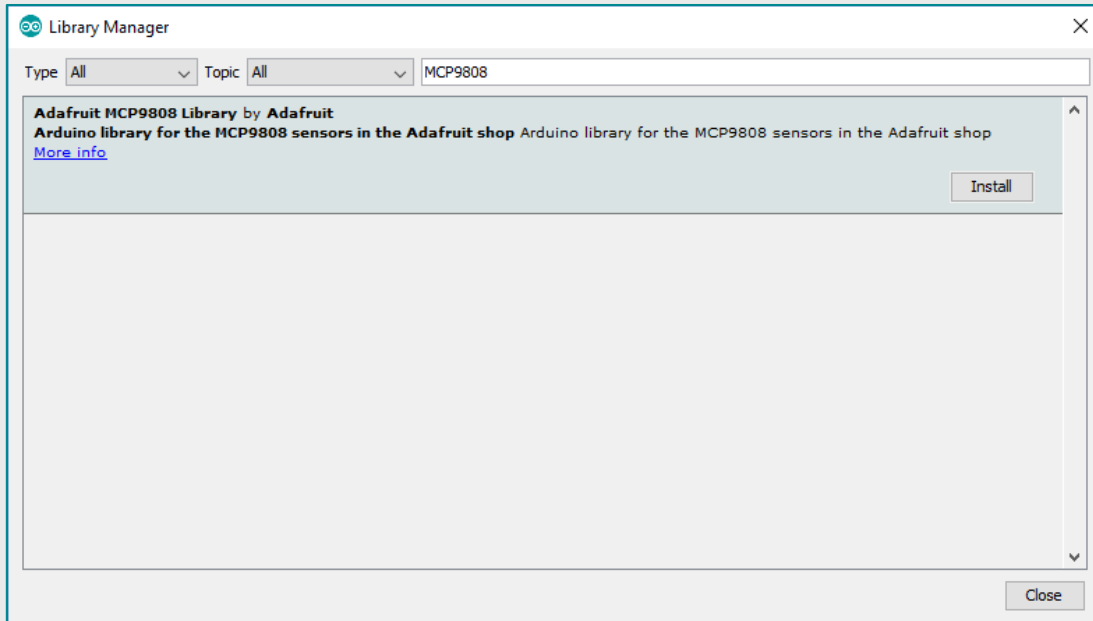 Library Manager
Type All Topic All MCP9808
Adafruit MCP9808 Library by Adafruit
Arduino library for the MCP9808 sensors in the Adafruit shop Arduino library for the MCP9808 sensors in the Adafruit shop
More info
Install
Close